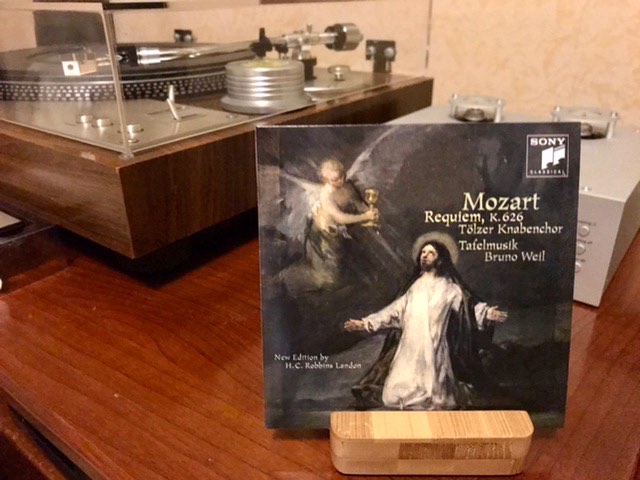 SONY
CLASSICAL
Mozart
Requiem, K. 626
Tölzer Knabenchor
Tafelmusik
Bruno Weil
New Edition by
H.C. Robbins Landon